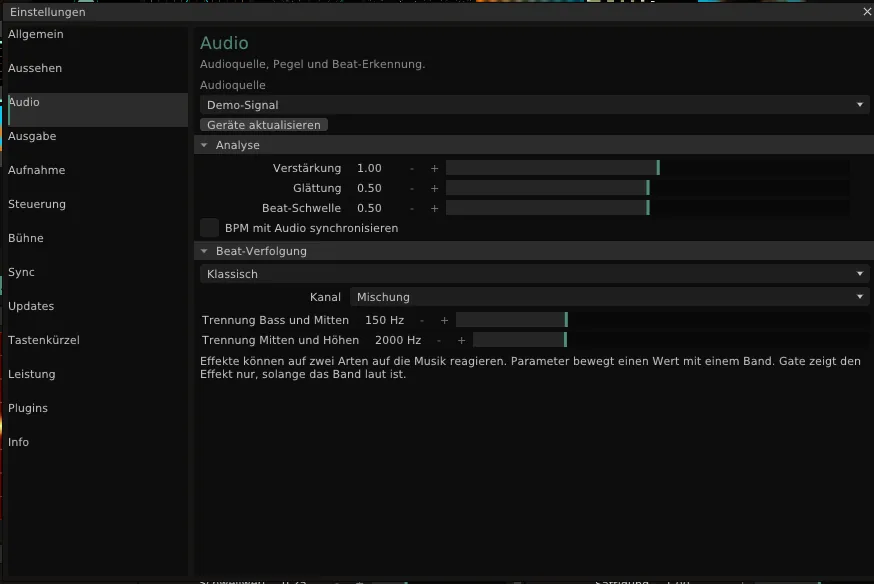 Einstellungen
Allgemein
Aussehen
Audio
Ausgabe
Aufnahme
Steuerung
Bühne
Sync
Updates
Tastenkürzel
Leistung
Plugins
Info
Audio
Audioquelle, Pegel und Beat-Erkennung.
Audioquelle
Demo-Signal
Geräte aktualisieren
Analyse
Verstärkung 1.00 - +
Glättung 0.50 - +
Beat-Schwelle 0.50 - +
BPM mit Audio synchronisieren
Beat-Verfolgung
Klassisch
Kanal Mischung
Trennung Bass und Mitten 150 Hz - +
Trennung Mitten und Höhen 2000 Hz - +
Effekte können auf zwei Arten auf die Musik reagieren. Parameter bewegt einen Wert mit einem Band. Gate zeigt den
Effekt nur, solange das Band laut ist.